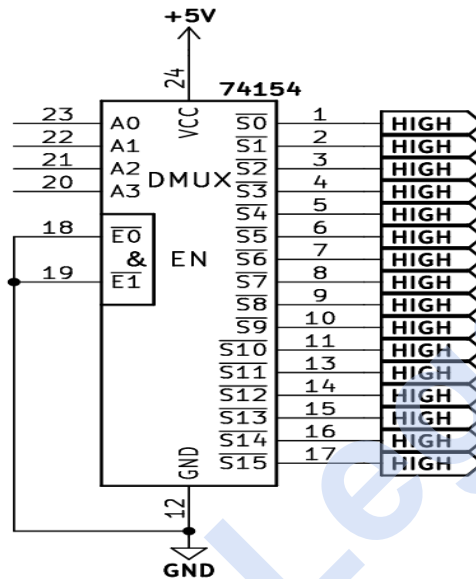 +5V
24
74154
23 A0 VCC S0 1 HIGH
22 A1 S1 2 HIGH
21 A2 S2 3 HIGH
20 A3 DMUX S3 4 HIGH
S4 5 HIGH
18 E0 S5 6 HIGH
& EN S6 7 HIGH
19 E1 S7 8 HIGH
S8 9 HIGH
S9 10 HIGH
S10 11 HIGH
S11 13 HIGH
S12 14 HIGH
S13 15 HIGH
S14 16 HIGH
GND S15 17 HIGH
12
GND